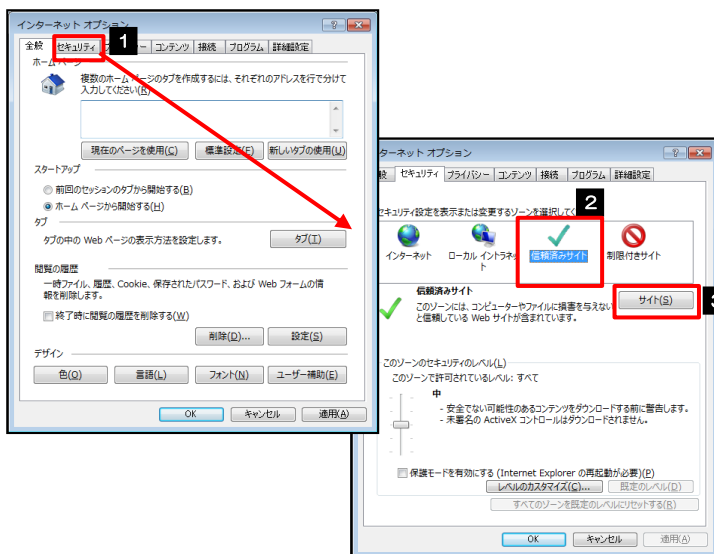 インターネット オプション
1
全般 セキュリティ コンテンツ 接続 プログラム 詳細設定
ホーム ページ
複数のホーム ページのタブを作成するには、それぞれのアドレスを行で分けて
入力してください(R)
現在のページを使用(C) 標準設定(F) 新しいタブの使用(U)
スタートアップ
前回のセッションのタブから開始する(B)
ホーム ページから開始する(H)
タブ
タブの中の Web ページの表示方法を設定します。 タブ(T)
閲覧の履歴
一時ファイル、履歴、Cookie、保存されたパスワード、および Web フォームの情
報を削除します。
終了時に閲覧の履歴を削除する(W)
削除(D)... 設定(S)
デザイン
色(O) 言語(L) フォント(N) ユーザー補助(E)
OK キャンセル 適用(A)
ターネット オプション
般 セキュリティ プライバシー コンテンツ 接続 プログラム 詳細設定
2
セキュリティ設定を表示または変更するゾーンを選択してく
インターネット ローカル イントラネッ 信頼済みサイト 制限付きサイト
ト
信頼済みサイト
サイト(S)
3
このゾーンには、コンピューターやファイルに損害を与えない
と信頼している Web サイトが含まれています。
このゾーンのセキュリティのレベル(L)
このゾーンで許可されているレベル: すべて
中
- 安全でない可能性のあるコンテンツをダウンロードする前に警告します。
- 未署名の ActiveX コントロールはダウンロードされません。
保護モードを有効にする (Internet Explorer の再起動が必要)(P)
レベルのカスタマイズ(C)... 既定のレベル(D)
すべてのゾーンを既定のレベルにリセットする(R)
OK キャンセル 適用(A)